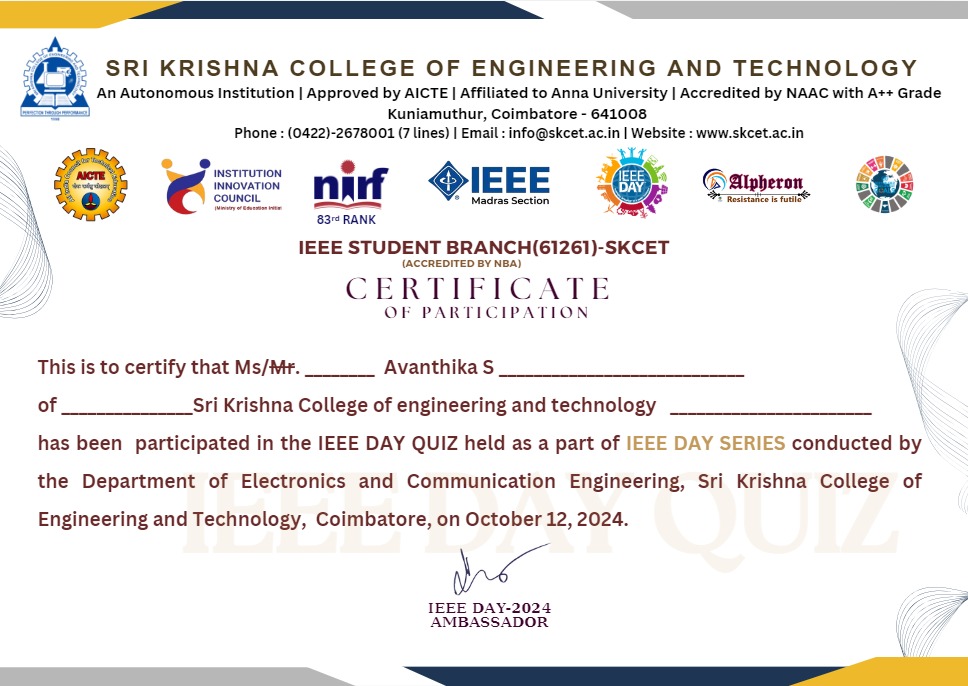 SRI KRISHNA COLLEGE OF ENGINEERING AND TECHNOLOGY
An Autonomous Institution | Approved by AICTE | Affiliated to Anna University | Accredited by NAAC with A++ Grade
Kuniamuthur, Coimbatore - 641008
Phone : (0422)-2678001 (7 lines) | Email : info@skcet.ac.in | Website : www.skcet.ac.in
PERFECTION THROUGH PERFORMANCE
AICTE
INSTITUTION
INNOVATION
COUNCIL
(Ministry of Education Initiat
nirf
83rd RANK
IEEE
Madras Section
IEEE
DAY
Alpheron
Resistance is futile
IEEE STUDENT BRANCH(61261)-SKCET
(ACCREDITED BY NBA)
CERTIFICATE
OF PARTICIPATION
This is to certify that Ms/Mr. ________ Avanthika S ____________________________
of _______________Sri Krishna College of engineering and technology _______________________
has been participated in the IEEE DAY QUIZ held as a part of IEEE DAY SERIES conducted by
the Department of Electronics and Communication Engineering, Sri Krishna College of
Engineering and Technology, Coimbatore, on October 12, 2024.
IEEE DAY QUIZ
IEEE DAY-2024
AMBASSADOR